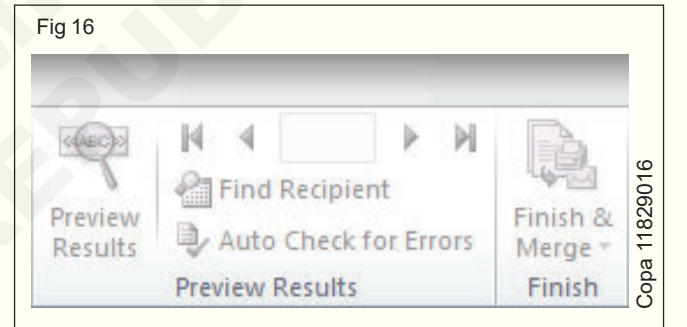 Fig 16
<<ABC>>
Preview
Results
Find Recipient
Auto Check for Errors
Preview Results
Finish &
Merge
Finish
Copa 11829016